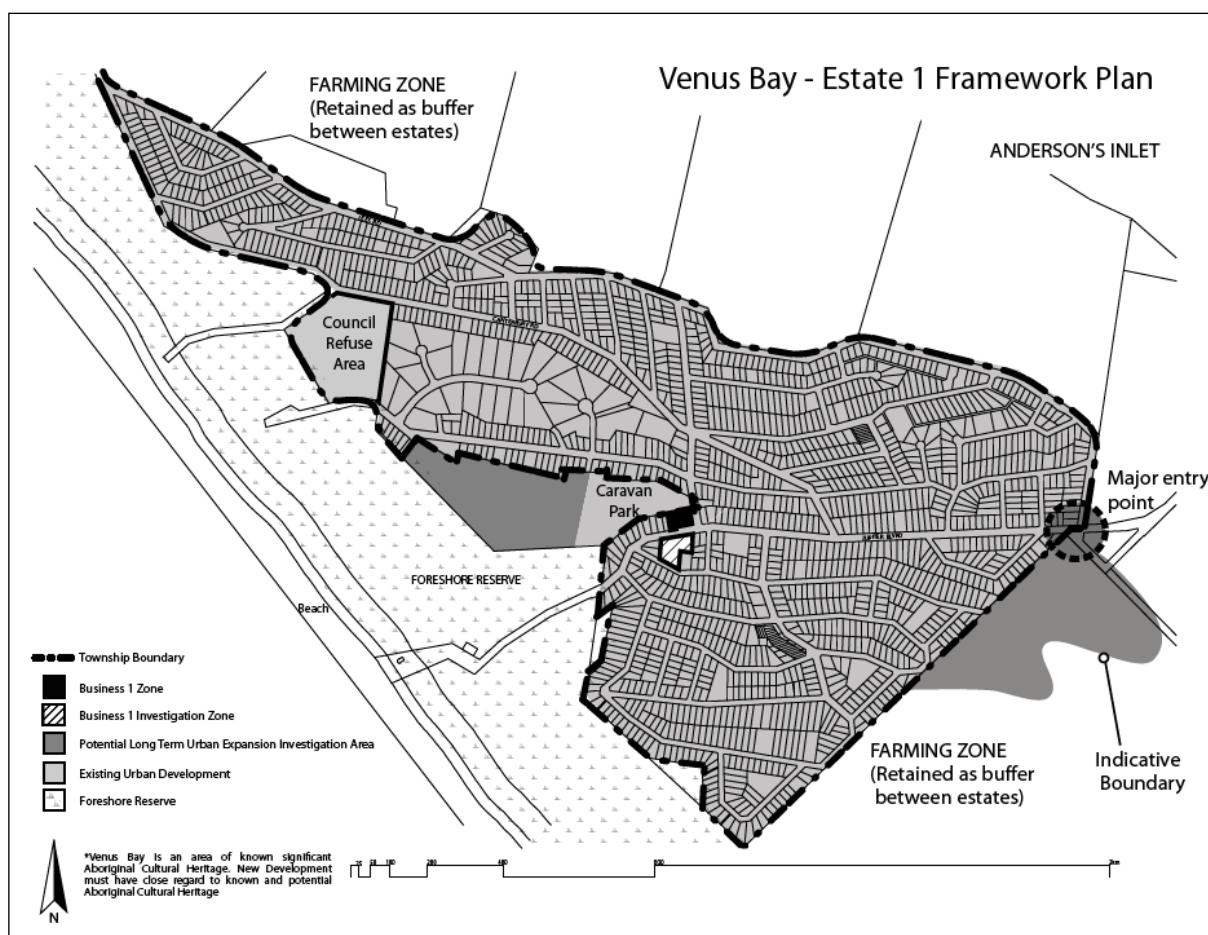 Venus Bay - Estate 1 Framework Plan
FARMING ZONE
(Retained as buffer
between estates)
ANDERSON'S INLET
Council
Refuse
Area
Caravan
Park
Major entry
point
FORESHORE RESERVE
Beach
FARMING ZONE
(Retained as buffer
between estates)
Indicative
Boundary
Township Boundary
Business 1 Zone
Business 1 Investigation Zone
Potential Long Term Urban Expansion Investigation Area
Existing Urban Development
Foreshore Reserve
*Venus Bay is an area of known significant
Aboriginal Cultural Heritage. New Development
must have close regard to known and potential
Aboriginal Cultural Heritage
N